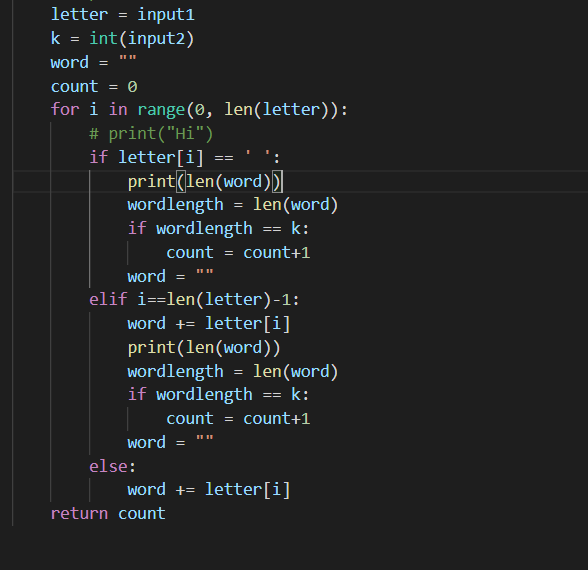 letter = input1
k = int(input2)
word = ""
count = 0
for i in range(0, len(letter)):
# print("Hi")
if letter[i] == ' ':
print(len(word))
wordlength = len(word)
if wordlength == k:
count = count+1
word = ""
elif i==len(letter)-1:
word += letter[i]
print(len(word))
wordlength = len(word)
if wordlength == k:
count = count+1
word = ""
else:
word += letter[i]
return count